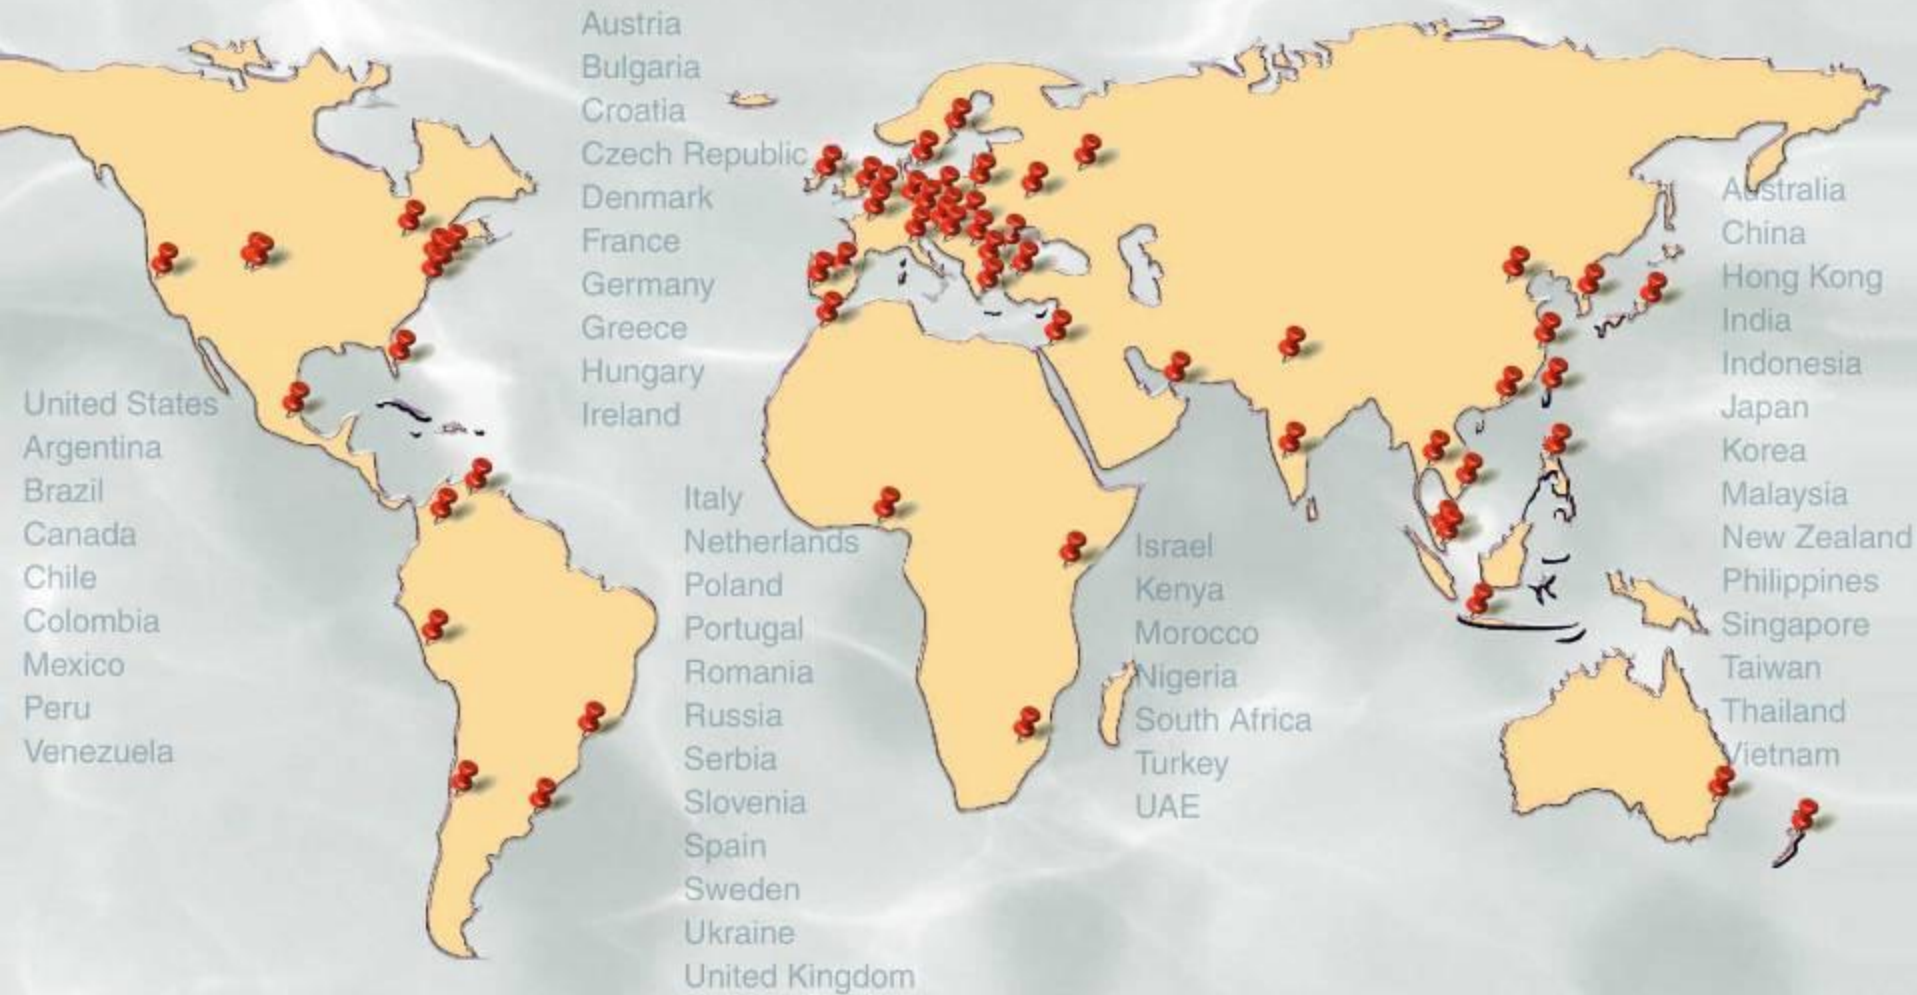 United States
Argentina
Brazil
Canada
Chile
Colombia
Mexico
Peru
Venezuela
Austria
Bulgaria
Croatia
Czech Republic
Denmark
France
Germany
Greece
Hungary
Ireland
Italy
Netherlands
Poland
Portugal
Romania
Russia
Serbia
Slovenia
Spain
Sweden
Ukraine
United Kingdom
Israel
Kenya
Morocco
Nigeria
South Africa
Turkey
UAE
Australia
China
Hong Kong
India
Indonesia
Japan
Korea
Malaysia
New Zealand
Philippines
Singapore
Taiwan
Thailand
Vietnam